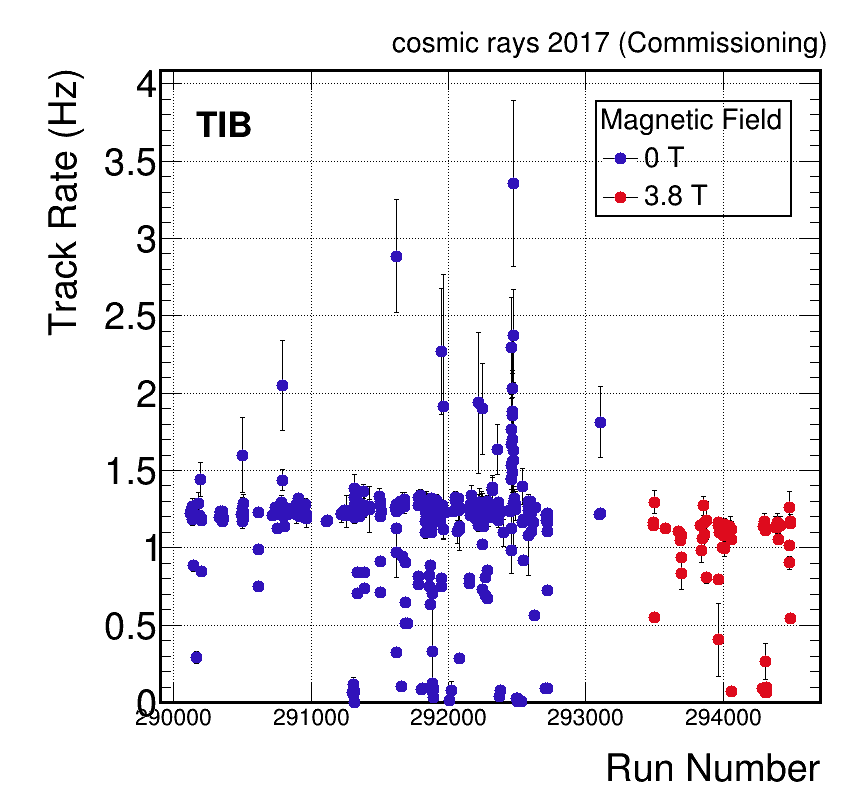 cosmic rays 2017 (Commissioning)
Track Rate (Hz)
TIB
Magnetic Field
0 T
3.8 T
4
3.5
3
2.5
2
1.5
1
0.5
0
290000 291000 292000 293000 294000
Run Number